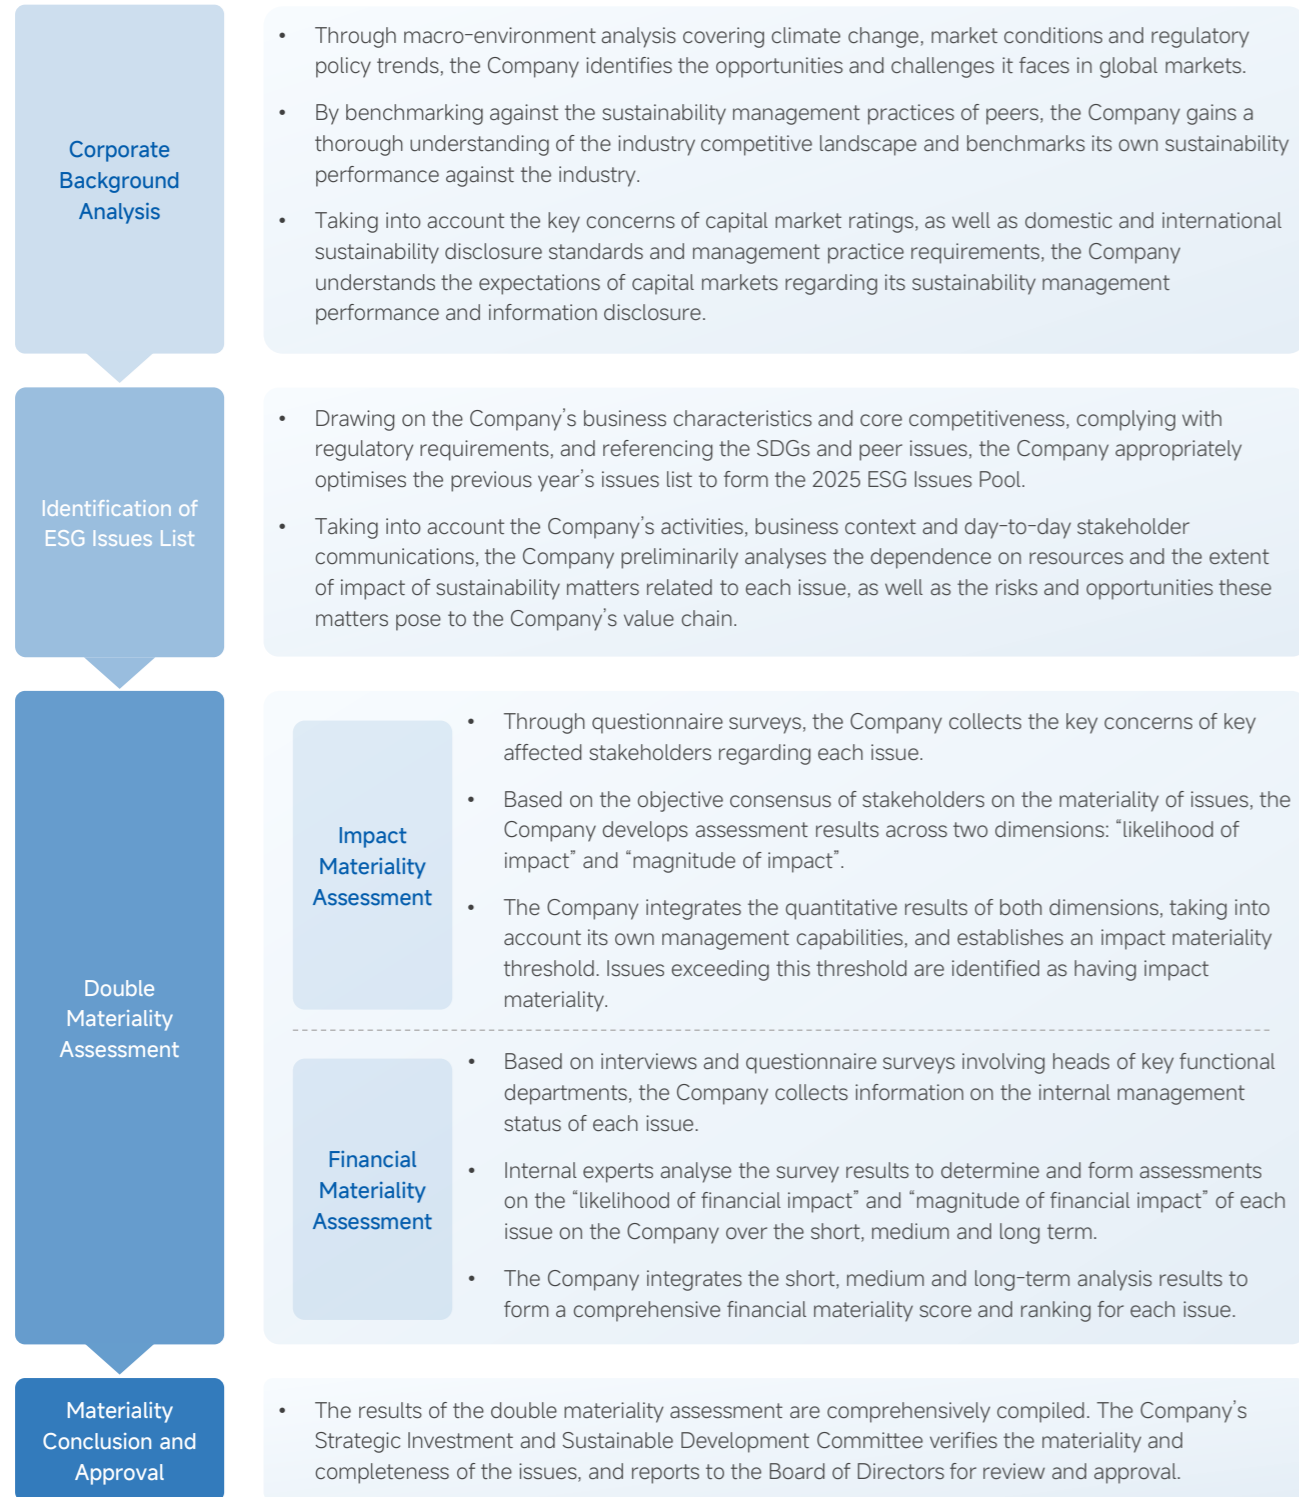 Corporate
Background
Analysis
• Through macro-environment analysis covering climate change, market conditions and regulatory
policy trends, the Company identifies the opportunities and challenges it faces in global markets.
• By benchmarking against the sustainability management practices of peers, the Company gains a
thorough understanding of the industry competitive landscape and benchmarks its own sustainability
performance against the industry.
• Taking into account the key concerns of capital market ratings, as well as domestic and international
sustainability disclosure standards and management practice requirements, the Company
understands the expectations of capital markets regarding its sustainability management
performance and information disclosure.
Identification of
ESG Issues List
• Drawing on the Company's business characteristics and core competitiveness, complying with
regulatory requirements, and referencing the SDGs and peer issues, the Company appropriately
optimises the previous year's issues list to form the 2025 ESG Issues Pool.
• Taking into account the Company's activities, business context and day-to-day stakeholder
communications, the Company preliminarily analyses the dependence on resources and the extent
of impact of sustainability matters related to each issue, as well as the risks and opportunities these
matters pose to the Company's value chain.
Double
Materiality
Assessment
Impact
Materiality
Assessment
• Through questionnaire surveys, the Company collects the key concerns of key
affected stakeholders regarding each issue.
• Based on the objective consensus of stakeholders on the materiality of issues, the
Company develops assessment results across two dimensions: "likelihood of
impact" and "magnitude of impact".
• The Company integrates the quantitative results of both dimensions, taking into
account its own management capabilities, and establishes an impact materiality
threshold. Issues exceeding this threshold are identified as having impact
materiality.
Financial
Materiality
Assessment
• Based on interviews and questionnaire surveys involving heads of key functional
departments, the Company collects information on the internal management
status of each issue.
• Internal experts analyse the survey results to determine and form assessments
on the "likelihood of financial impact" and "magnitude of financial impact" of each
issue on the Company over the short, medium and long term.
• The Company integrates the short, medium and long-term analysis results to
form a comprehensive financial materiality score and ranking for each issue.
Materiality
Conclusion and
Approval
• The results of the double materiality assessment are comprehensively compiled. The Company's
Strategic Investment and Sustainable Development Committee verifies the materiality and
completeness of the issues, and reports to the Board of Directors for review and approval.